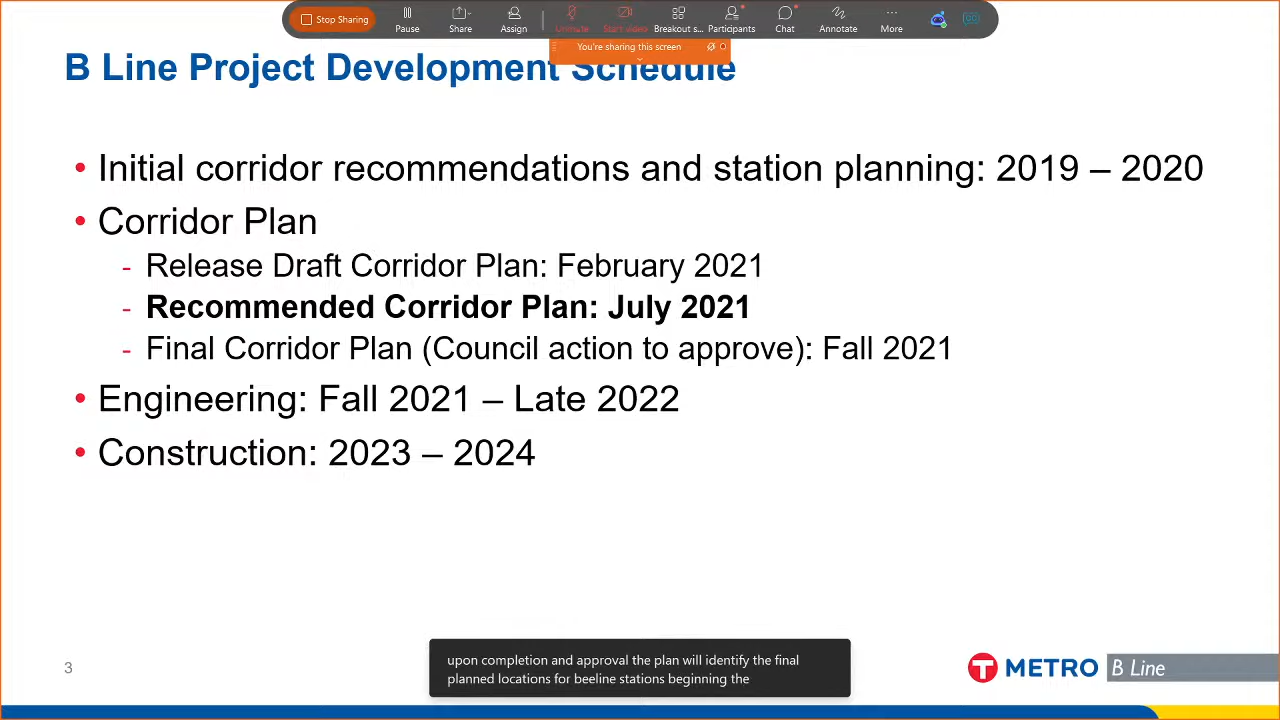 Stop Sharing
Pause
Share
Assign
Unmute
Start video
Breakout s...
Participants
Chat
Annotate
More
CC
You're sharing this screen
B Line Project Development Schedule
• Initial corridor recommendations and station planning: 2019 – 2020
• Corridor Plan
- Release Draft Corridor Plan: February 2021
- Recommended Corridor Plan: July 2021
- Final Corridor Plan (Council action to approve): Fall 2021
• Engineering: Fall 2021 – Late 2022
• Construction: 2023 – 2024
upon completion and approval the plan will identify the final
planned locations for beeline stations beginning the
3
T METRO B Line